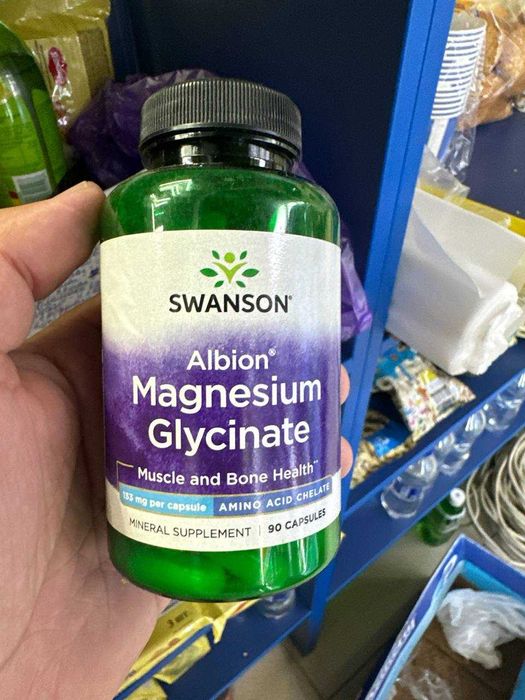 SWANSON®
Albion®
Magnesium
Glycinate
Muscle and Bone Health**
133 mg per capsule AMINO ACID CHELATE
MINERAL SUPPLEMENT | 90 CAPSULES